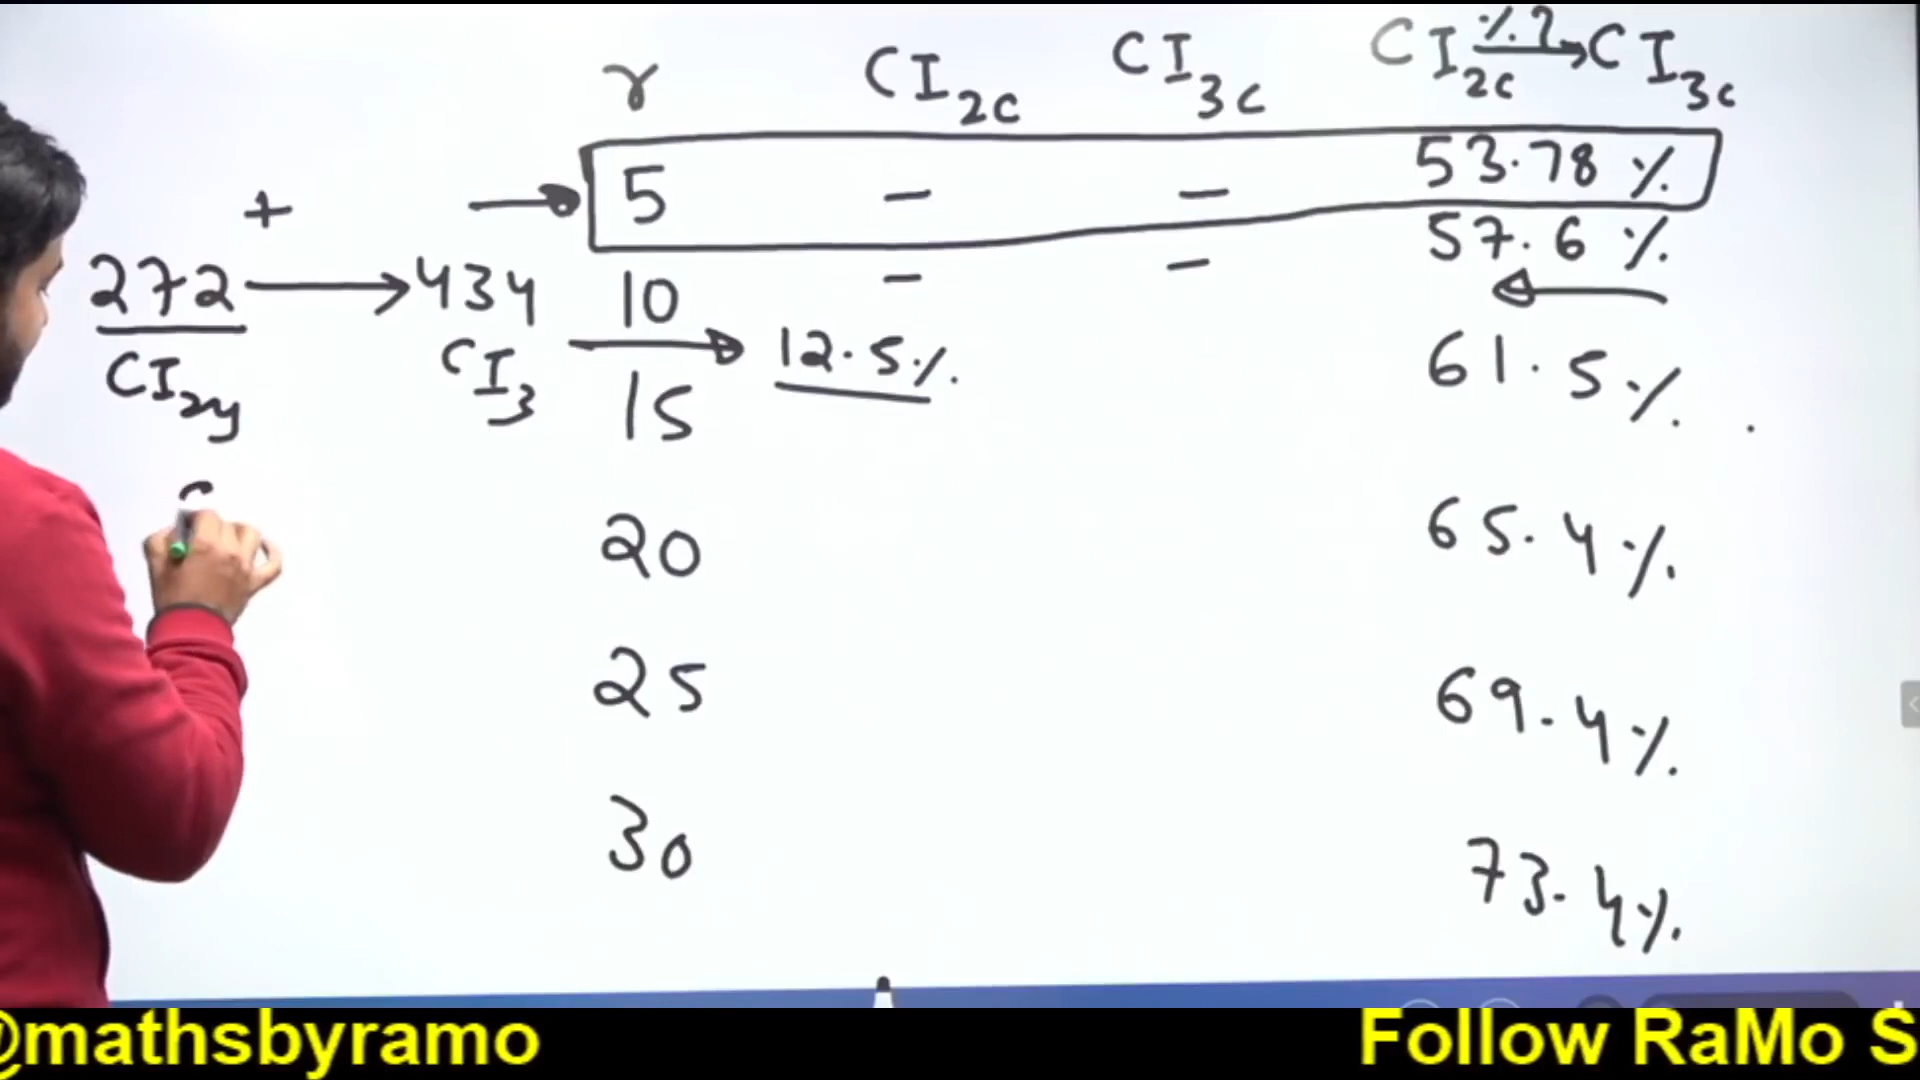 r CI2c CI3c CI2c %? → CI3c
5 – – 53.78 %
+
272 → 434 10 – – 57.6 %
CI2y CI3 → 12.5%
15 61.5%
20 65.4%
25 69.4%
30 73.4%
@mathsbyramo Follow RaMo S